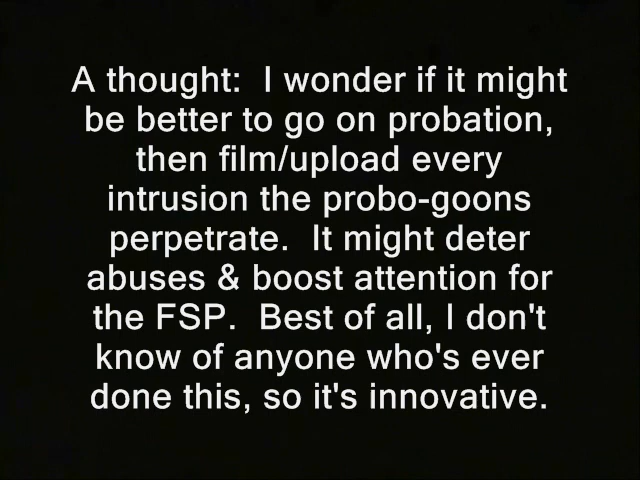 A thought:  I wonder if it might
be better to go on probation,
then film/upload every
intrusion the probo-goons
perpetrate.  It might deter
abuses & boost attention for
the FSP.  Best of all, I don't
know of anyone who's ever
done this, so it's innovative.